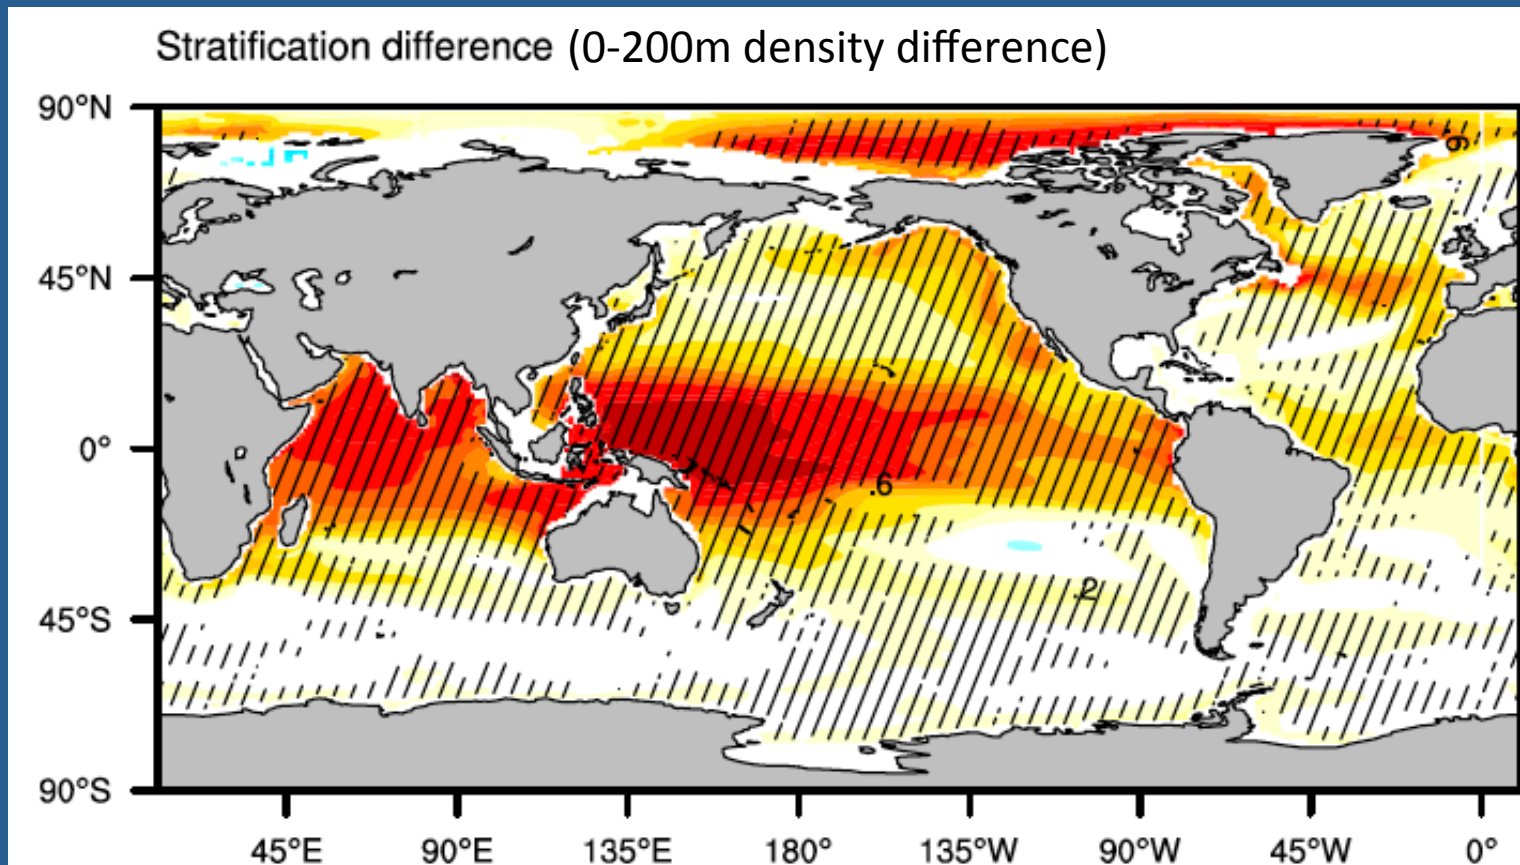 Stratification difference (0-200m density difference)
90°N
45°N
0°
45°S
90°S
.6
.2
45°E 90°E 135°E 180° 135°W 90°W 45°W 0°